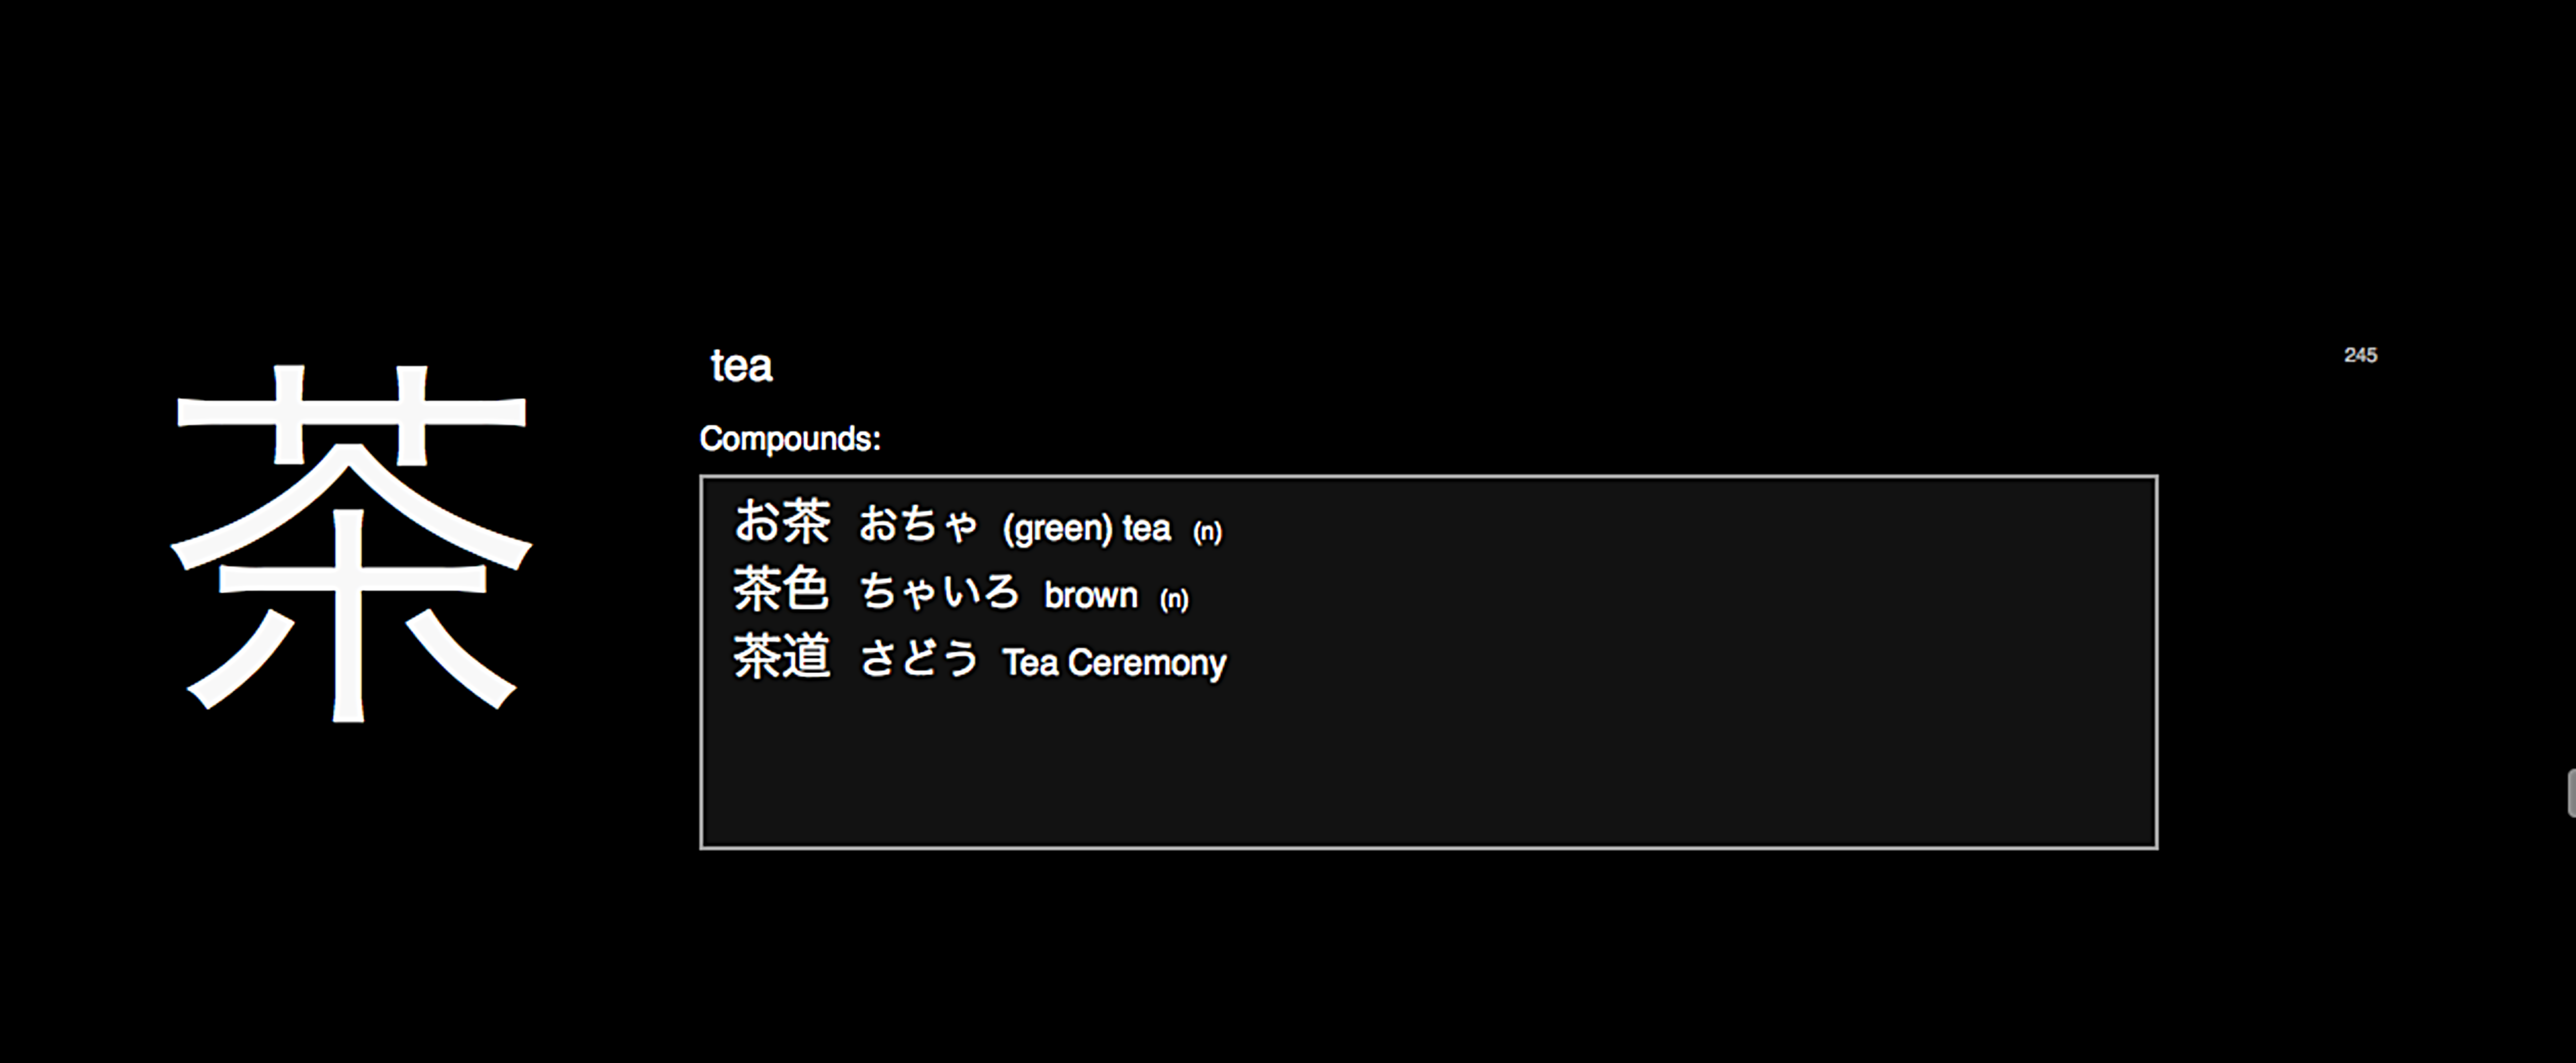 茶
tea
245
Compounds:
お茶 おちゃ (green) tea (n)
茶色 ちゃいろ brown (n)
茶道 さどう Tea Ceremony